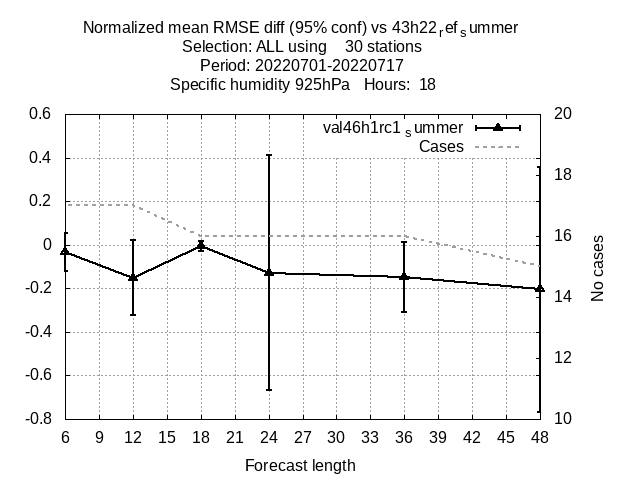 Normalized mean RMSE diff (95% conf) vs 43h22ref summer
Selection: ALL using    30 stations
Period: 20220701-20220717
Specific humidity 925hPa   Hours:  18
val46h1rc1summer
Cases
0.6
0.4
0.2
0
-0.2
-0.4
-0.6
-0.8
20
18
16
14
12
10
No cases
6 9 12 15 18 21 24 27 30 33 36 39 42 45 48
Forecast length